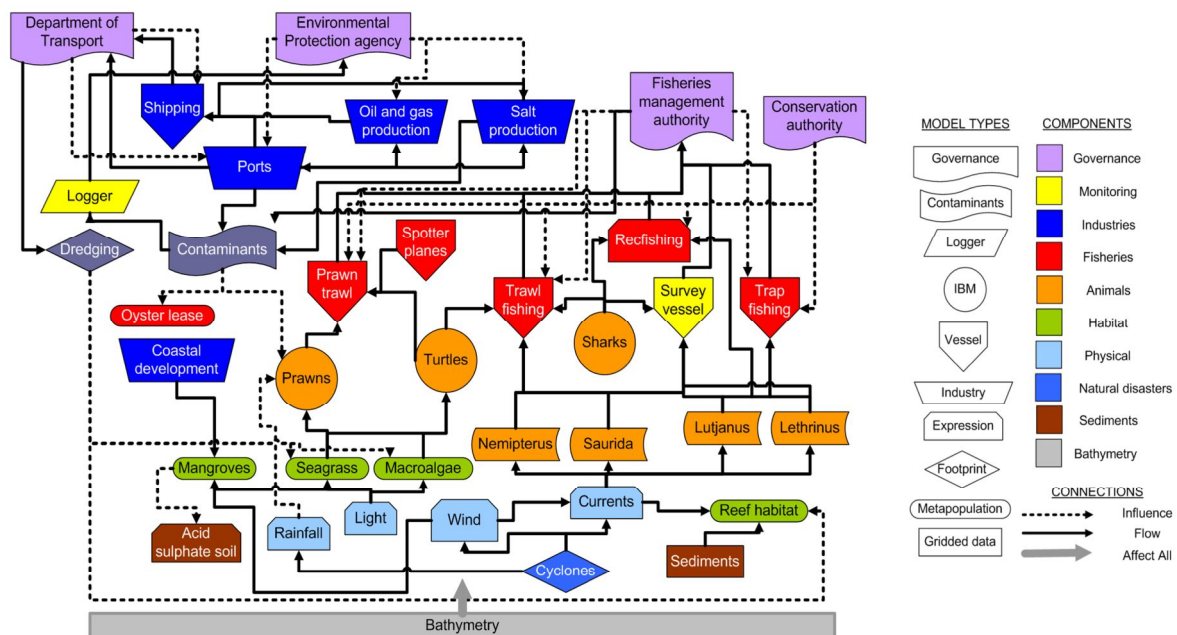 Department of
Transport
Environmental
Protection agency
Fisheries
management
authority
Conservation
authority
Shipping
Oil and gas
production
Salt
production
Ports
Logger
Dredging
Contaminants
Spotter
planes
Recfishing
Prawn
trawl
Trawl
fishing
Survey
vessel
Trap
fishing
Oyster lease
Coastal
development
Prawns
Turtles
Sharks
Nemipterus
Saurida
Lutjanus
Lethrinus
Mangroves
Seagrass
Macroalgae
Acid
sulphate soil
Rainfall
Light
Wind
Currents
Reef habitat
Cyclones
Sediments
Bathymetry
MODEL TYPES
Governance
Contaminants
Logger
IBM
Vessel
Industry
Expression
Footprint
Metapopulation
Gridded data
COMPONENTS
Governance
Monitoring
Industries
Fisheries
Animals
Habitat
Physical
Natural disasters
Sediments
Bathymetry
CONNECTIONS
Influence
Flow
Affect All